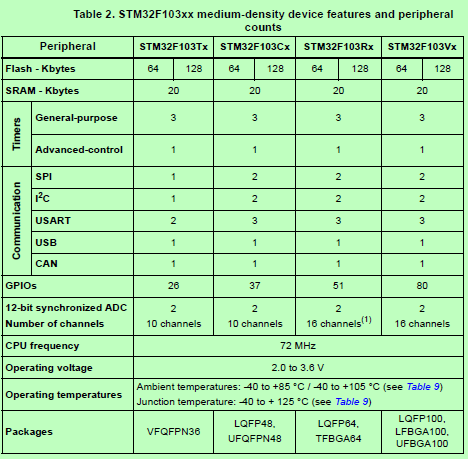 Table 2. STM32F103xx medium-density device features and peripheral
counts
Peripheral STM32F103Tx STM32F103Cx STM32F103Rx STM32F103Vx
Flash - Kbytes 64 128 64 128 64 128 64 128
SRAM - Kbytes 20 20 20 20
Timers
General-purpose 3 3 3 3
Advanced-control 1 1 1 1
Communication
SPI 1 2 2 2
I2C 1 2 2 2
USART 2 3 3 3
USB 1 1 1 1
CAN 1 1 1 1
GPIOs 26 37 51 80
12-bit synchronized ADC 2 2 2 2
Number of channels 10 channels 10 channels 16 channels(1) 16 channels
CPU frequency 72 MHz
Operating voltage 2.0 to 3.6 V
Operating temperatures
Ambient temperatures: -40 to +85 °C / -40 to +105 °C (see Table 9)
Junction temperature: -40 to + 125 °C (see Table 9)
Packages VFQFPN36 LQFP48, UFQFPN48 LQFP64, TFBGA64 LQFP100, LFBGA100, UFBGA100